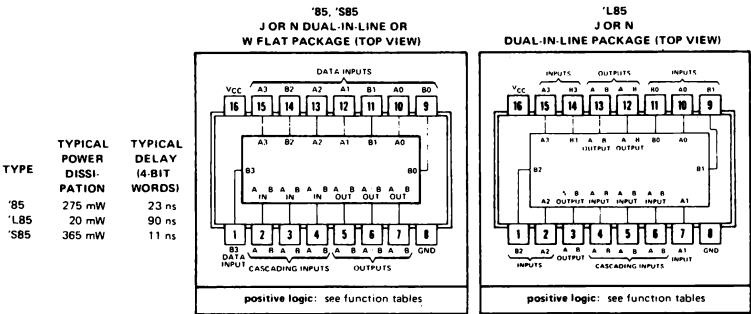 '85, 'S85
J OR N DUAL-IN-LINE OR
W FLAT PACKAGE (TOP VIEW)
DATA INPUTS
VCC A3 B2 A2 A1 B1 A0 B0
16 15 14 13 12 11 10 9
A3 B2 A2 A1 B1 A0
B3 B0
A B A B A B A B A B A B
IN IN IN OUT OUT OUT
1 2 3 4 5 6 7 8
B3 A B A B A B A B A B A B GND
DATA
INPUT
CASCADING INPUTS OUTPUTS
positive logic: see function tables
'L85
J OR N
DUAL-IN-LINE PACKAGE (TOP VIEW)
INPUTS OUTPUTS INPUTS
VCC A3 B3 A B A B B0 A0 B1
16 15 14 13 12 11 10 9
A3 A B A B B0 A0
OUTPUT OUTPUT
B2 B1
A2 A B A B A B A B A1
OUTPUT INPUT INPUT INPUT
1 2 3 4 5 6 7 8
B2 A2 A B A B A B A B A1 GND
INPUTS OUTPUT CASCADING INPUTS INPUT
positive logic: see function tables
TYPE TYPICAL POWER DISSI- PATION TYPICAL DELAY (4-BIT WORDS)
'85 275 mW 23 ns
'L85 20 mW 90 ns
'S85 365 mW 11 ns